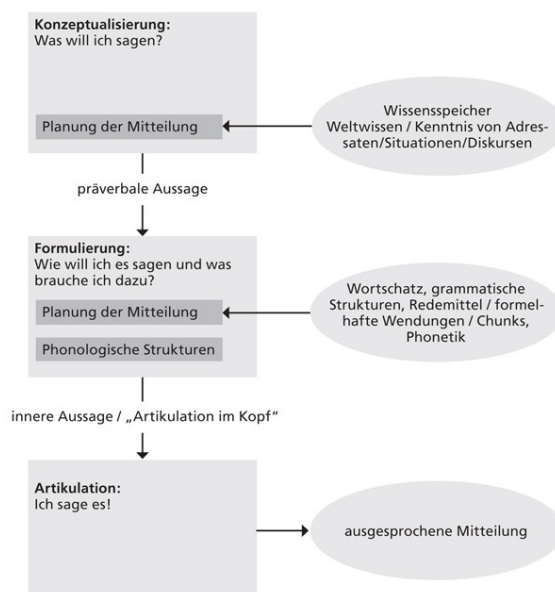 Konzeptualisierung:
Was will ich sagen?
Planung der Mitteilung
Wissensspeicher
Weltwissen / Kenntnis von Adres-
saten/Situationen/Diskursen
präverbale Aussage
Formulierung:
Wie will ich es sagen und was
brauche ich dazu?
Planung der Mitteilung
Phonologische Strukturen
Wortschatz, grammatische
Strukturen, Redemittel / formel-
hafte Wendungen / Chunks,
Phonetik
innere Aussage / „Artikulation im Kopf“
Artikulation:
Ich sage es!
ausgesprochene Mitteilung